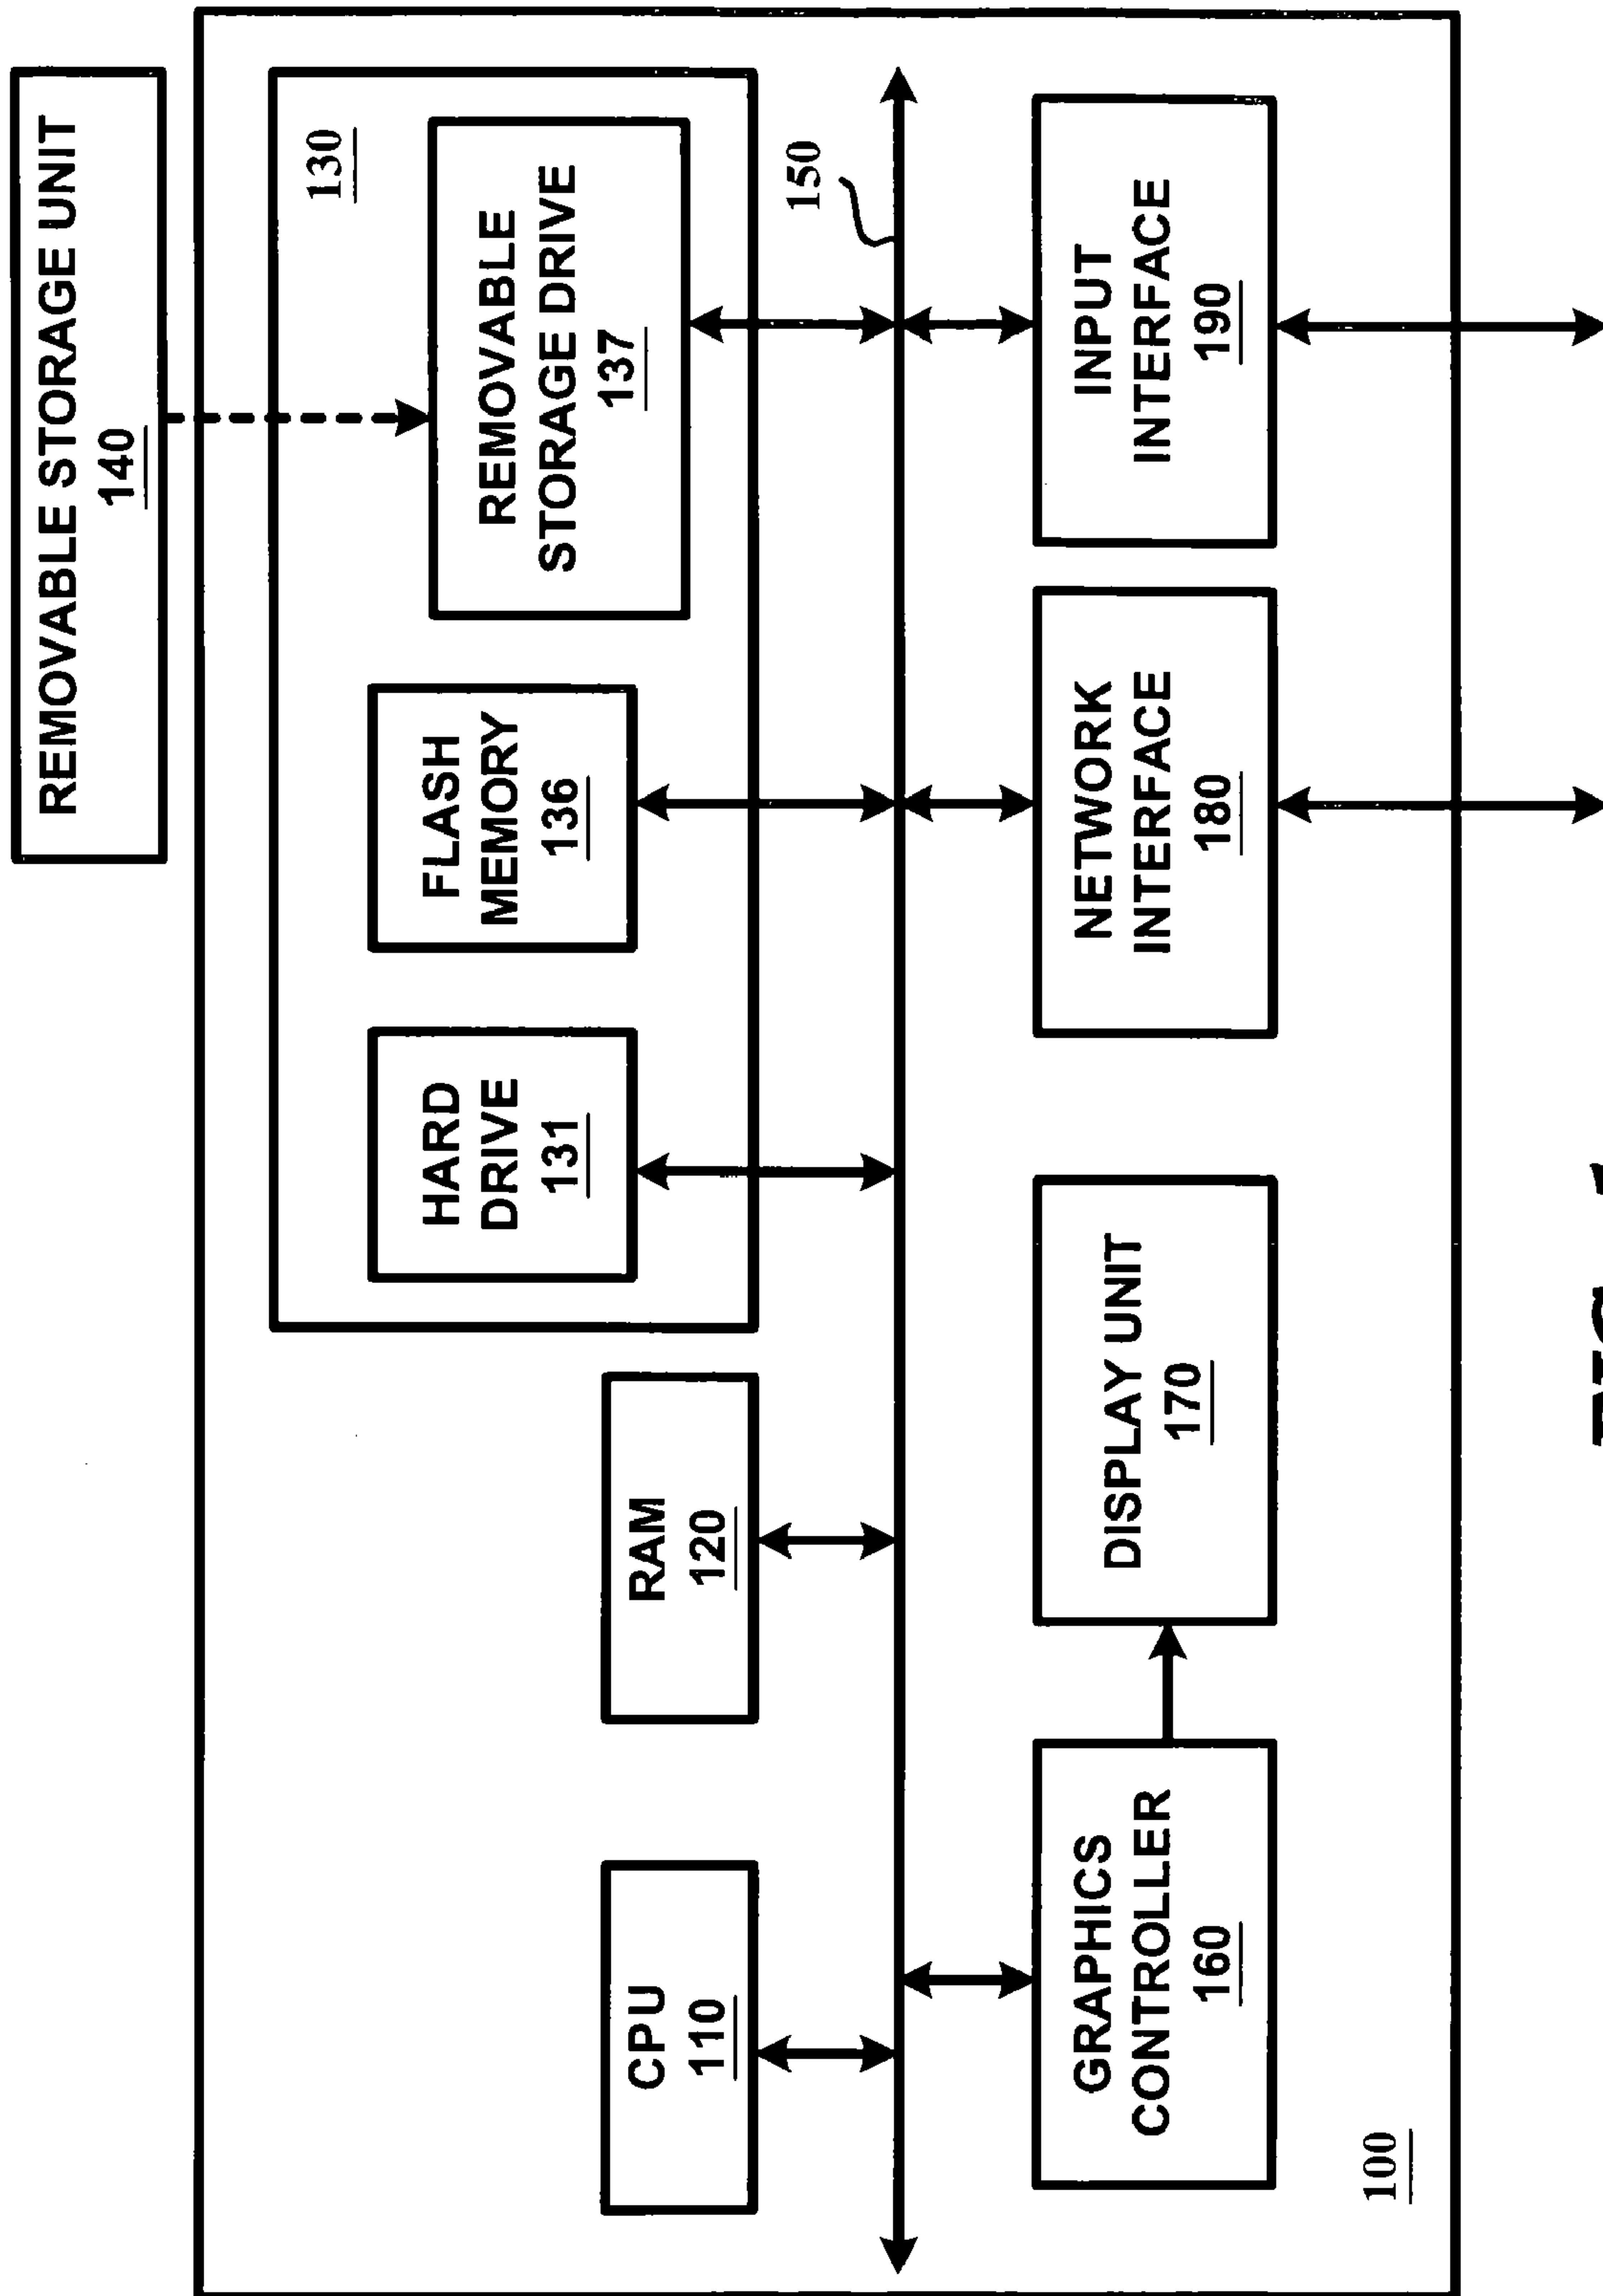 REMOVABLE STORAGE UNIT
140
130
CPU
110
RAM
120
HARD
DRIVE
131
FLASH
MEMORY
136
REMOVABLE
STORAGE DRIVE
137
150
GRAPHICS
CONTROLLER
160
DISPLAY UNIT
170
NETWORK
INTERFACE
180
INPUT
INTERFACE
190
100